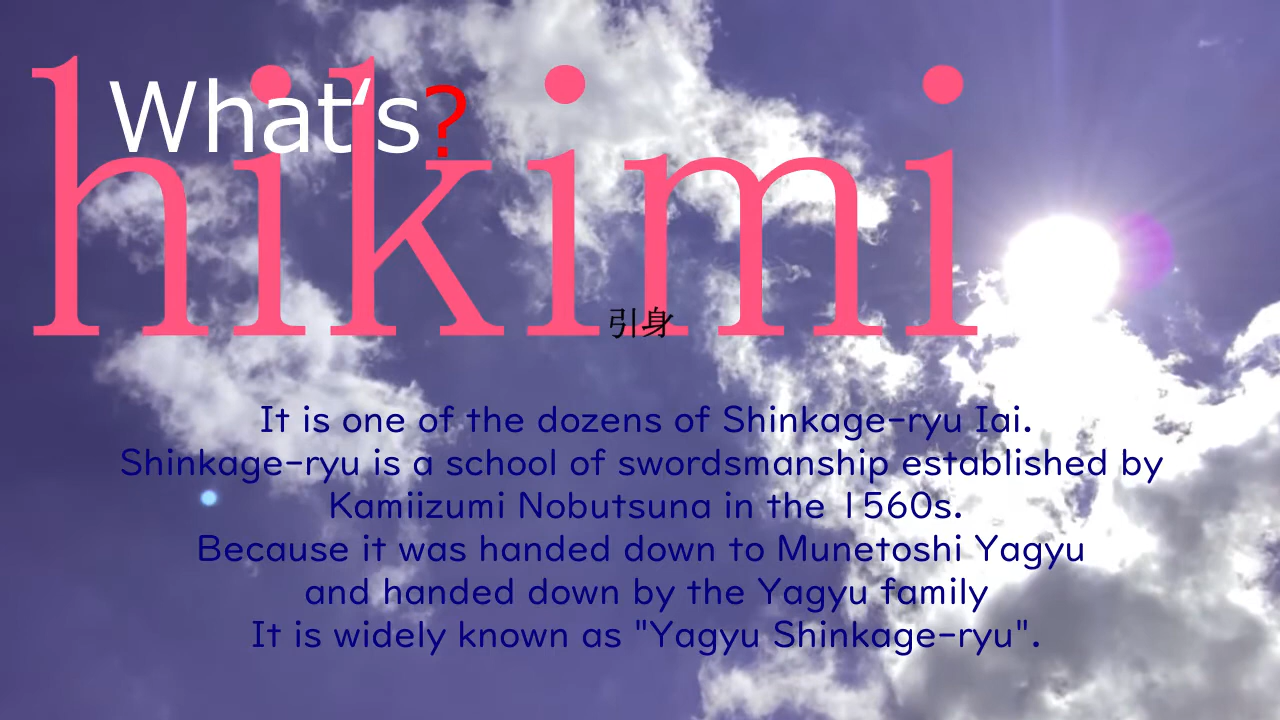 What's?
hikimi
引身
It is one of the dozens of Shinkage-ryu Iai.
Shinkage-ryu is a school of swordsmanship established by
Kamiizumi Nobutsuna in the 1560s.
Because it was handed down to Munetoshi Yagyu
and handed down by the Yagyu family
It is widely known as "Yagyu Shinkage-ryu".